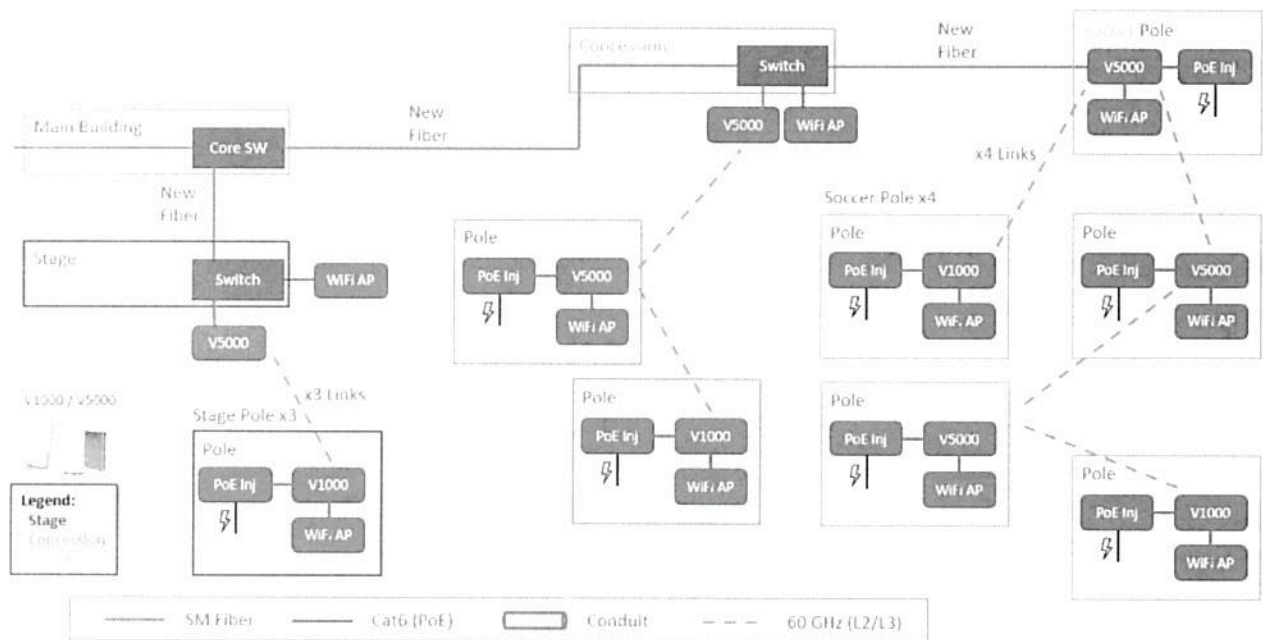 Concession
New
Fiber
Soccer Pole
Switch
V5000
PoE Inj
WiFi AP
V5000
WiFi AP
Main Building
Core SW
New
Fiber
x4 Links
New
Fiber
Soccer Pole x4
Pole
PoE Inj
V5000
WiFi AP
Pole
PoE Inj
V1000
WiFi AP
Pole
PoE Inj
V5000
WiFi AP
Stage
Switch
WiFi AP
V5000
x3 Links
V1000 / V5000
Stage Pole x3
Pole
PoE Inj
V1000
WiFi AP
Pole
PoE Inj
V1000
WiFi AP
Pole
PoE Inj
V5000
WiFi AP
Pole
PoE Inj
V1000
WiFi AP
Legend:
Stage
Concession
SM Fiber
Cat6 (PoE)
Conduit
60 GHz (L2/L3)